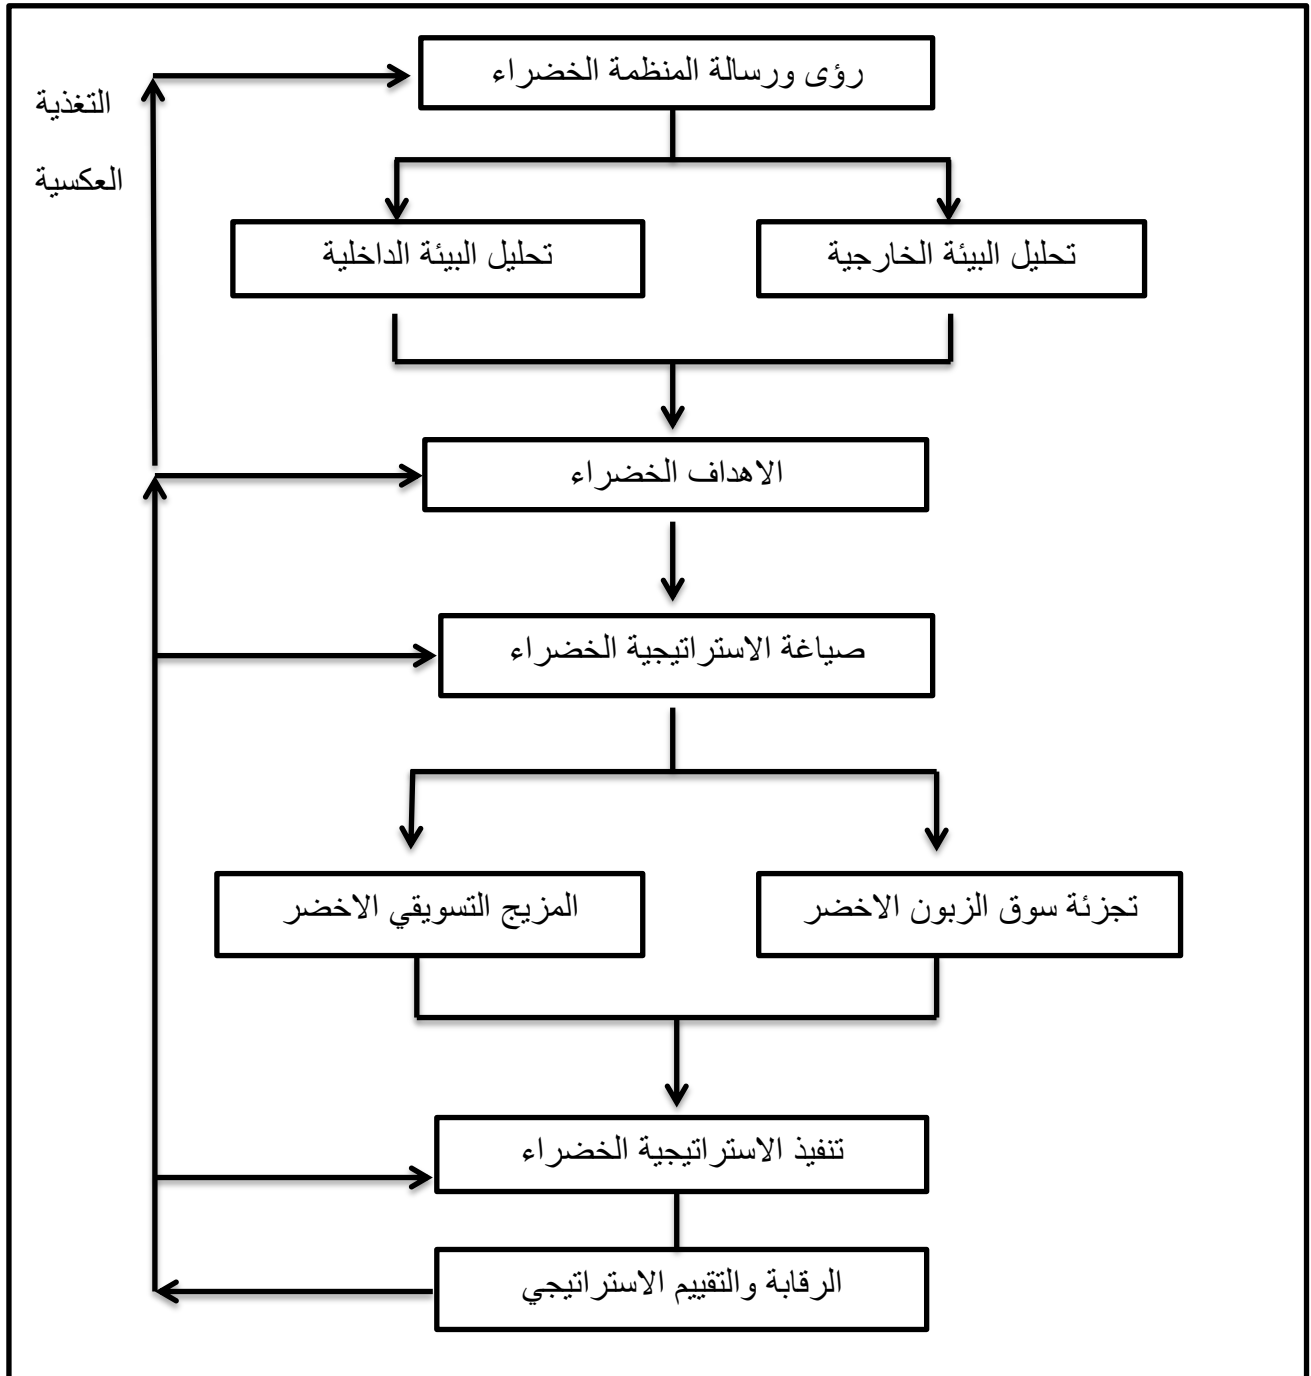 رؤى ورسالة المنظمة الخضراء
التغذية
العكسية
تحليل البيئة الخارجية
تحليل البيئة الداخلية
الاهداف الخضراء
صياغة الاستراتيجية الخضراء
تجزئة سوق الزبون الاخضر
المزيج التسويقي الاخضر
تنفيذ الاستراتيجية الخضراء
الرقابة والتقييم الاستراتيجي